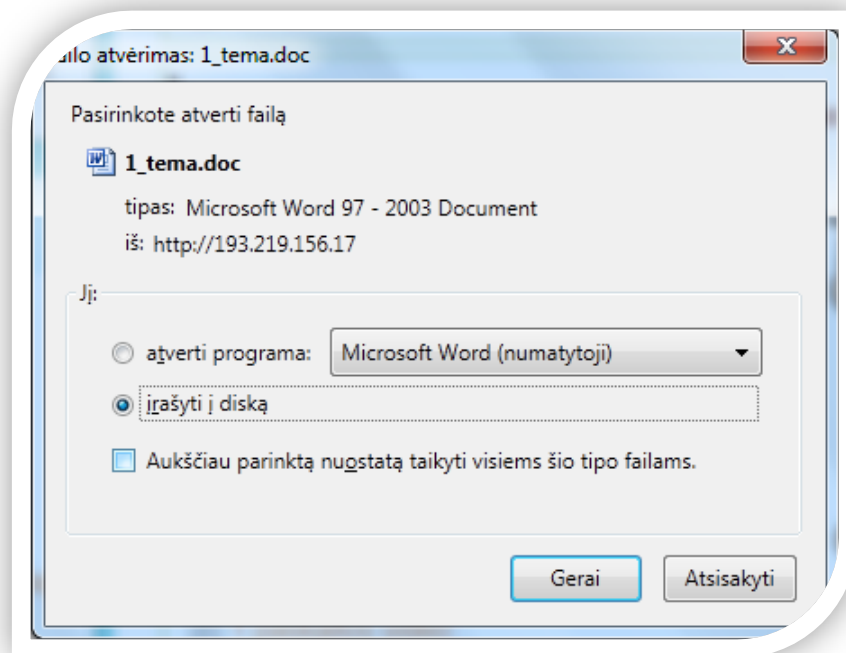 ilo atvėrimas: 1_tema.doc
Pasirinkote atverti failą
1_tema.doc
tipas: Microsoft Word 97 - 2003 Document
iš: http://193.219.156.17
Jį:
atverti programa: Microsoft Word (numatytoji)
įrašyti į diską
Aukščiau parinktą nuostatą taikyti visiems šio tipo failams.
Gerai Atsisakyti